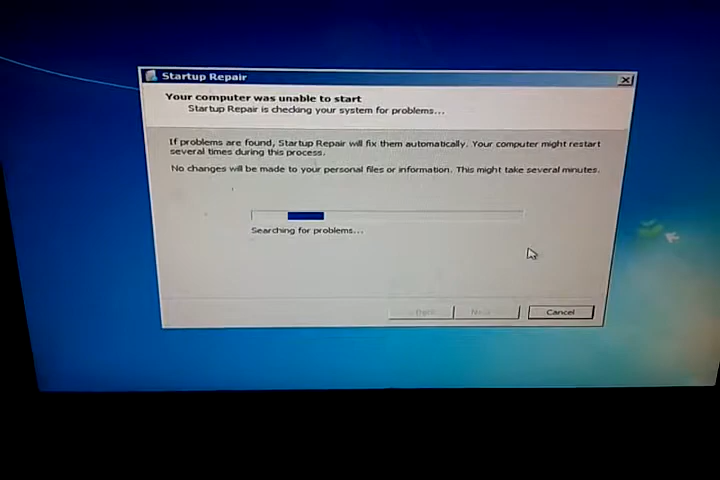 Startup Repair
Your computer was unable to start
Startup Repair is checking your system for problems...
If problems are found, Startup Repair will fix them automatically. Your computer might restart
several times during this process.
No changes will be made to your personal files or information. This might take several minutes.
Searching for problems...
Cancel